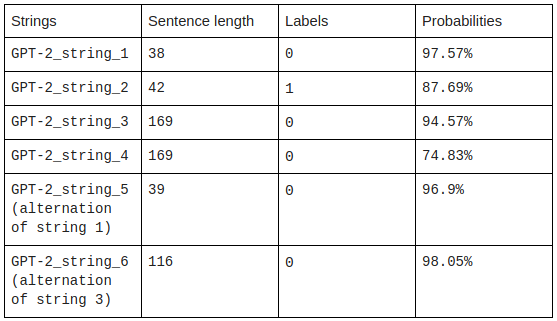 Strings Sentence length Labels Probabilities
GPT-2_string_1 38 0 97.57%
GPT-2_string_2 42 1 87.69%
GPT-2_string_3 169 0 94.57%
GPT-2_string_4 169 0 74.83%
GPT-2_string_5 39 0 96.9%
(alternation
of string 1)
GPT-2_string_6 116 0 98.05%
(alternation
of string 3)